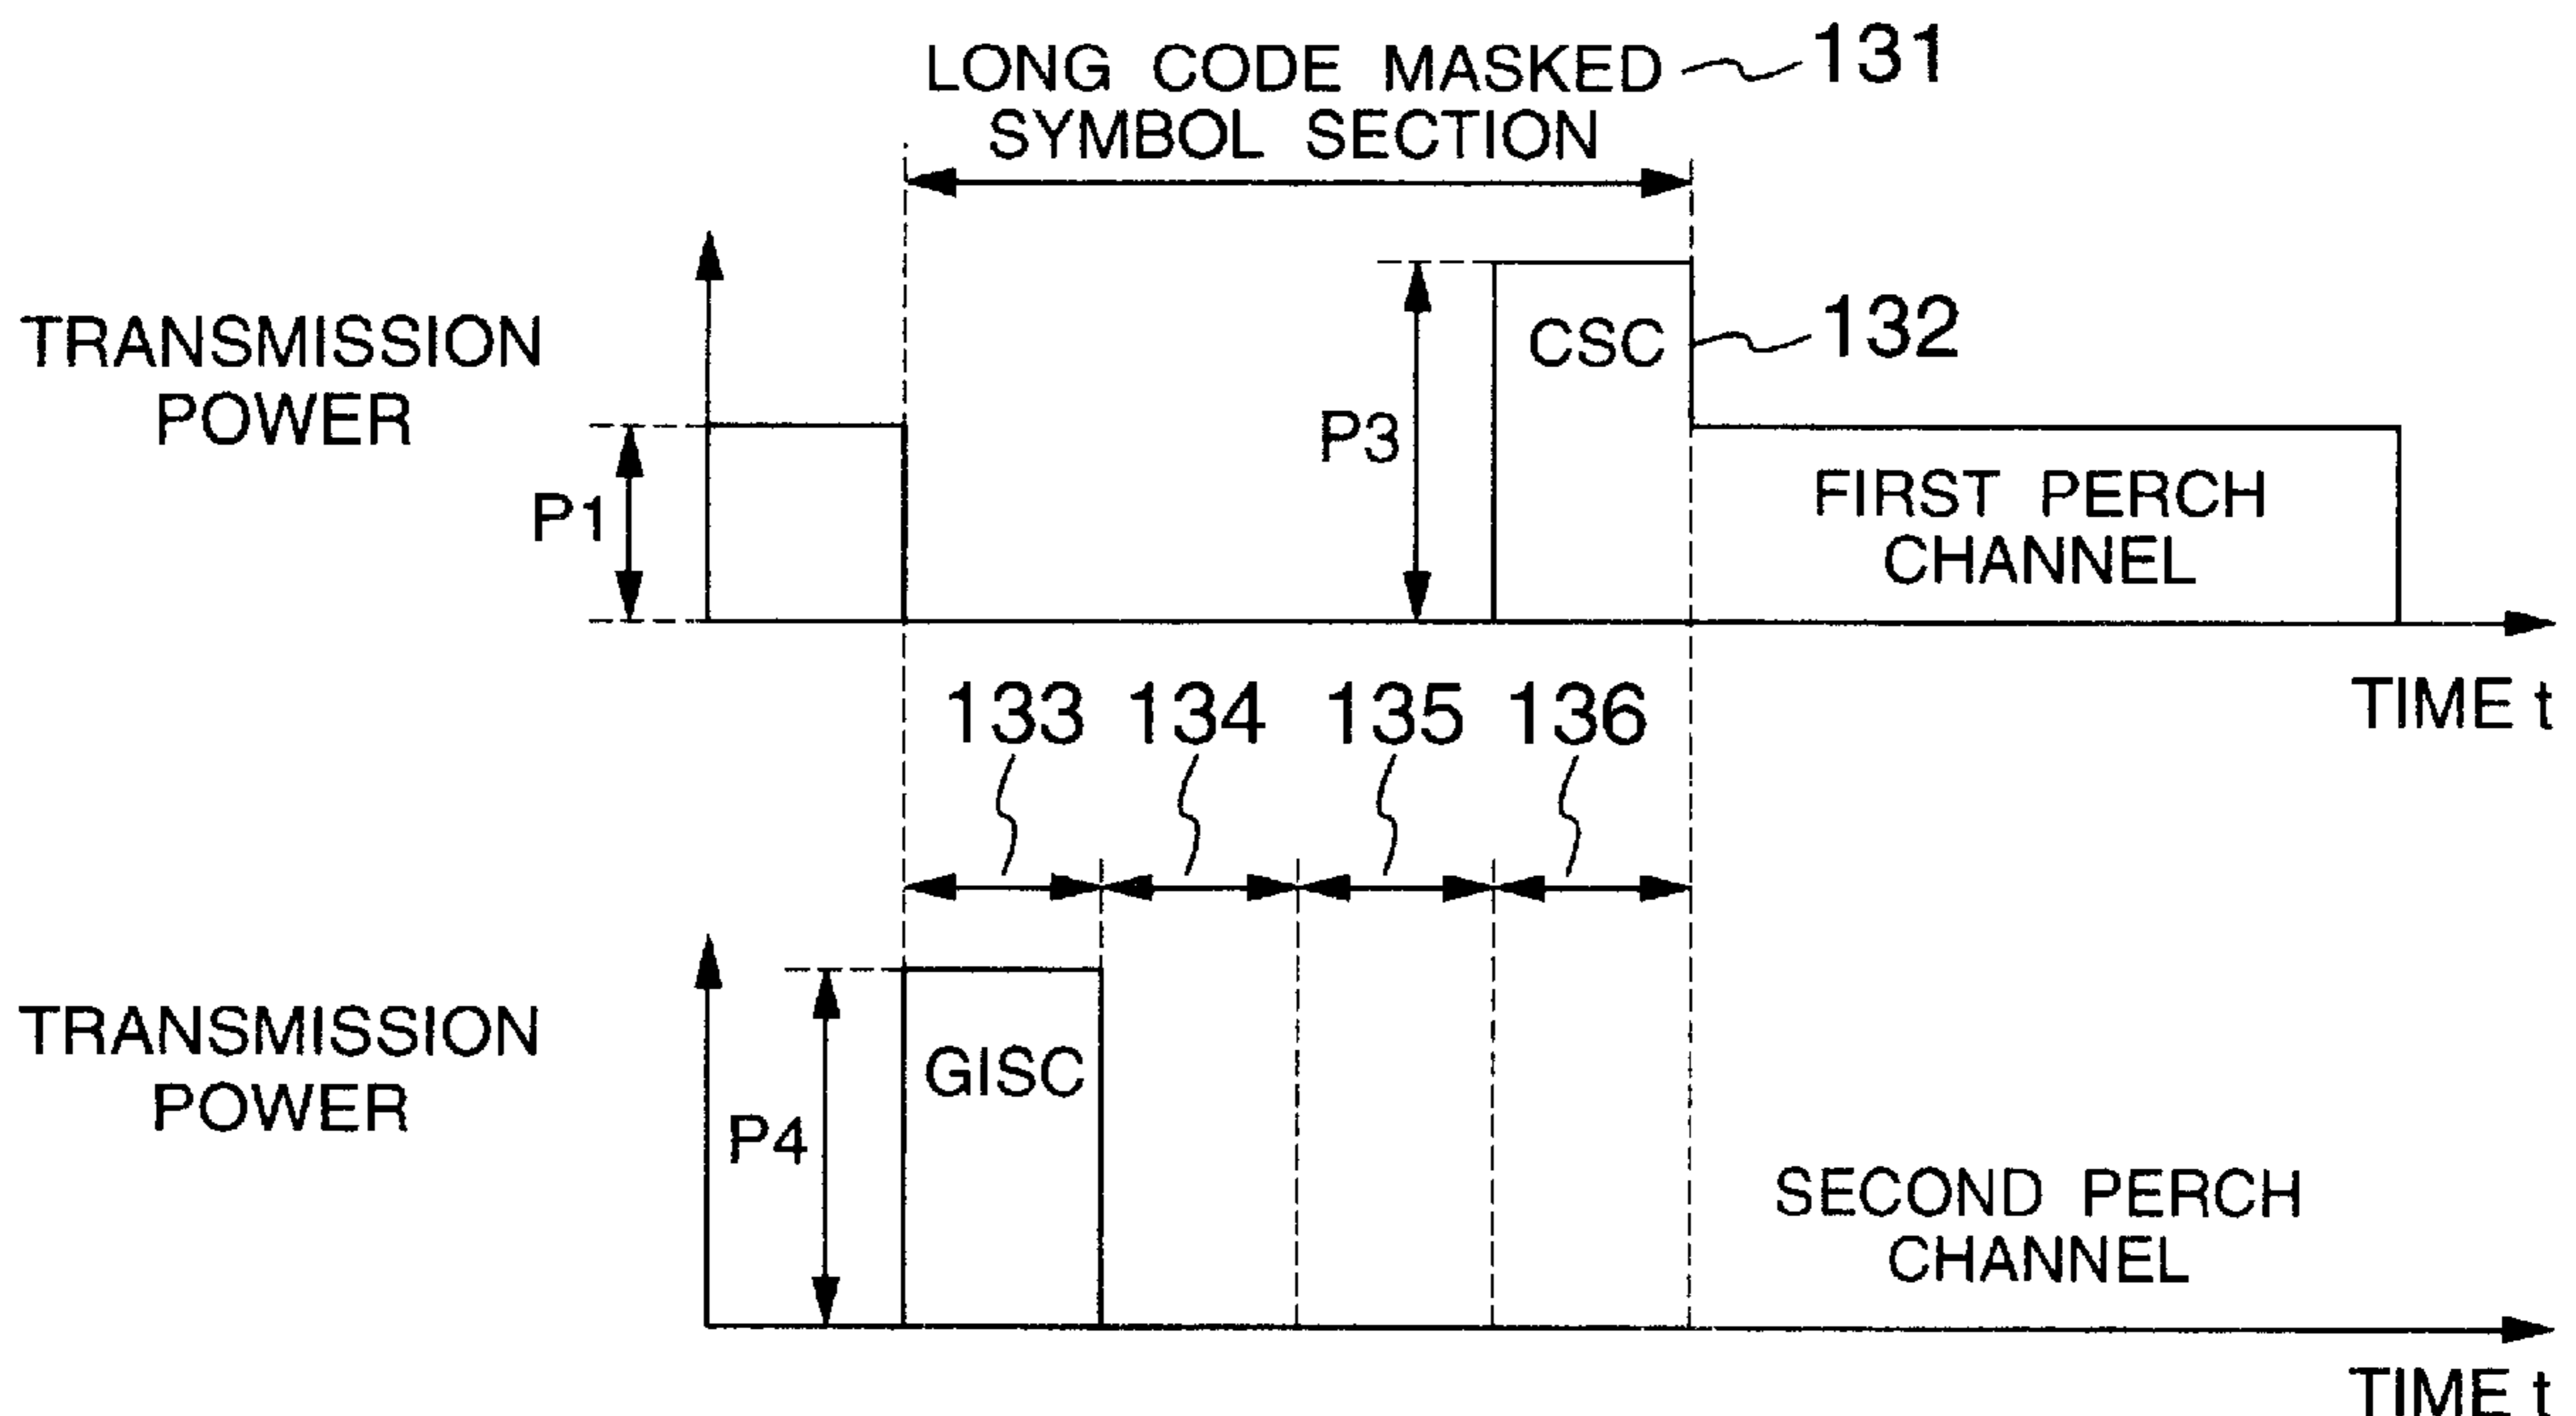 LONG CODE MASKED 131
SYMBOL SECTION
TRANSMISSION
POWER
P1
P3
CSC
132
FIRST PERCH
CHANNEL
TIME t
133 134 135 136
TRANSMISSION
POWER
P4
GISC
SECOND PERCH
CHANNEL
TIME t